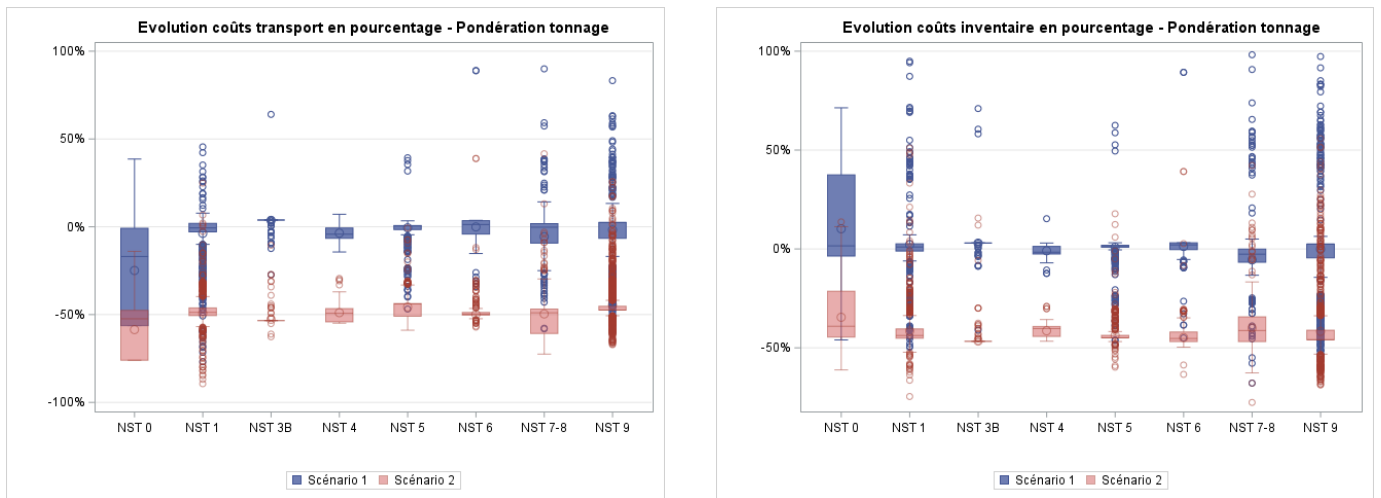 Evolution coûts transport en pourcentage - Pondération tonnage
100%
50%
0%
-50%
-100%
NST 0 NST 1 NST 3B NST 4 NST 5 NST 6 NST 7-8 NST 9
Scénario 1 Scénario 2
Evolution coûts inventaire en pourcentage - Pondération tonnage
100%
50%
0%
-50%
NST 0 NST 1 NST 3B NST 4 NST 5 NST 6 NST 7-8 NST 9
Scénario 1 Scénario 2